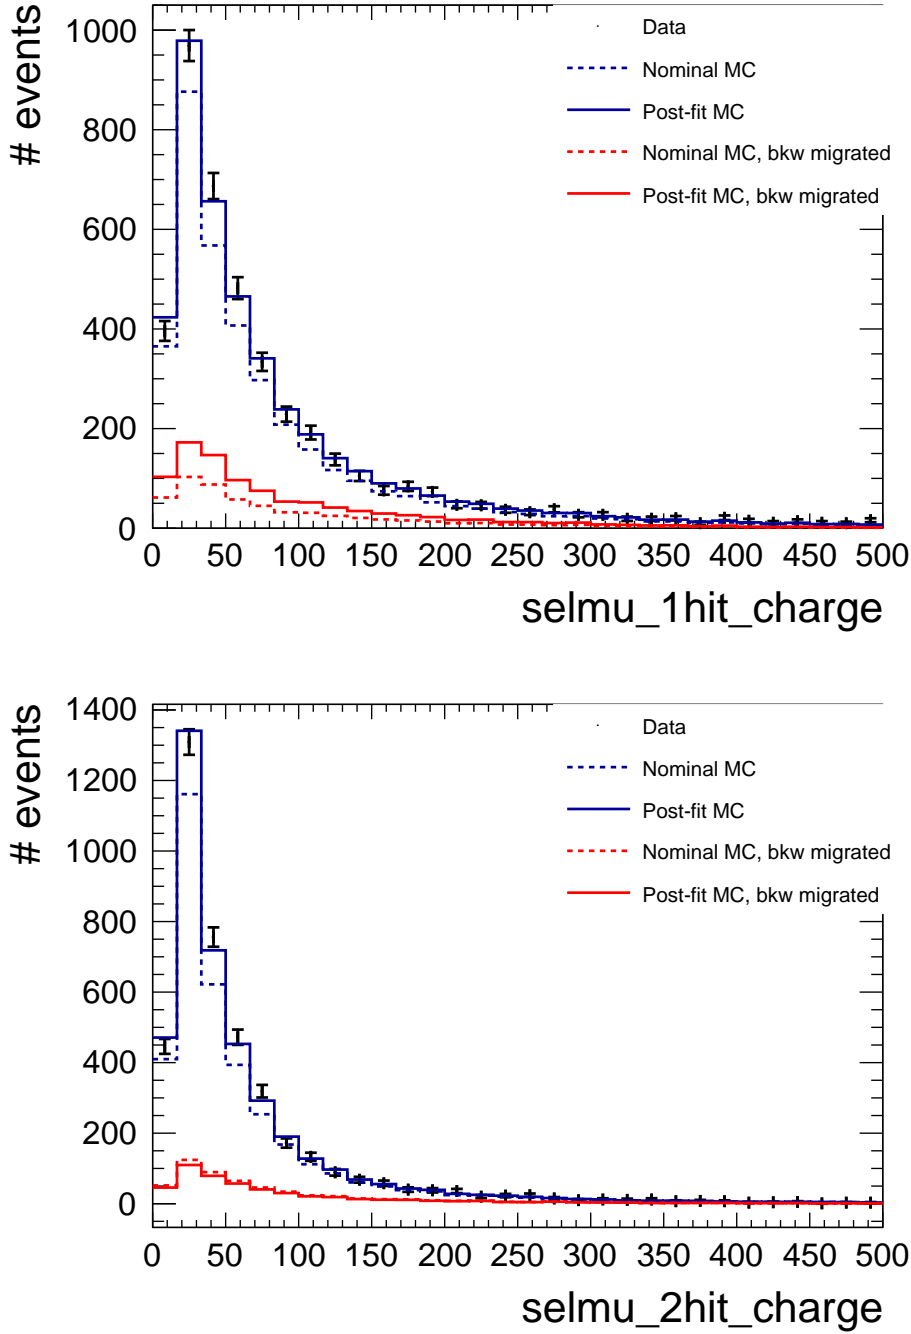 # events
1000
800
600
400
200
0
Data
Nominal MC
Post-fit MC
Nominal MC, bkw migrated
Post-fit MC, bkw migrated
0 50 100 150 200 250 300 350 400 450 500
selmu_1hit_charge
# events
1400
1200
1000
800
600
400
200
0
Data
Nominal MC
Post-fit MC
Nominal MC, bkw migrated
Post-fit MC, bkw migrated
0 50 100 150 200 250 300 350 400 450 500
selmu_2hit_charge